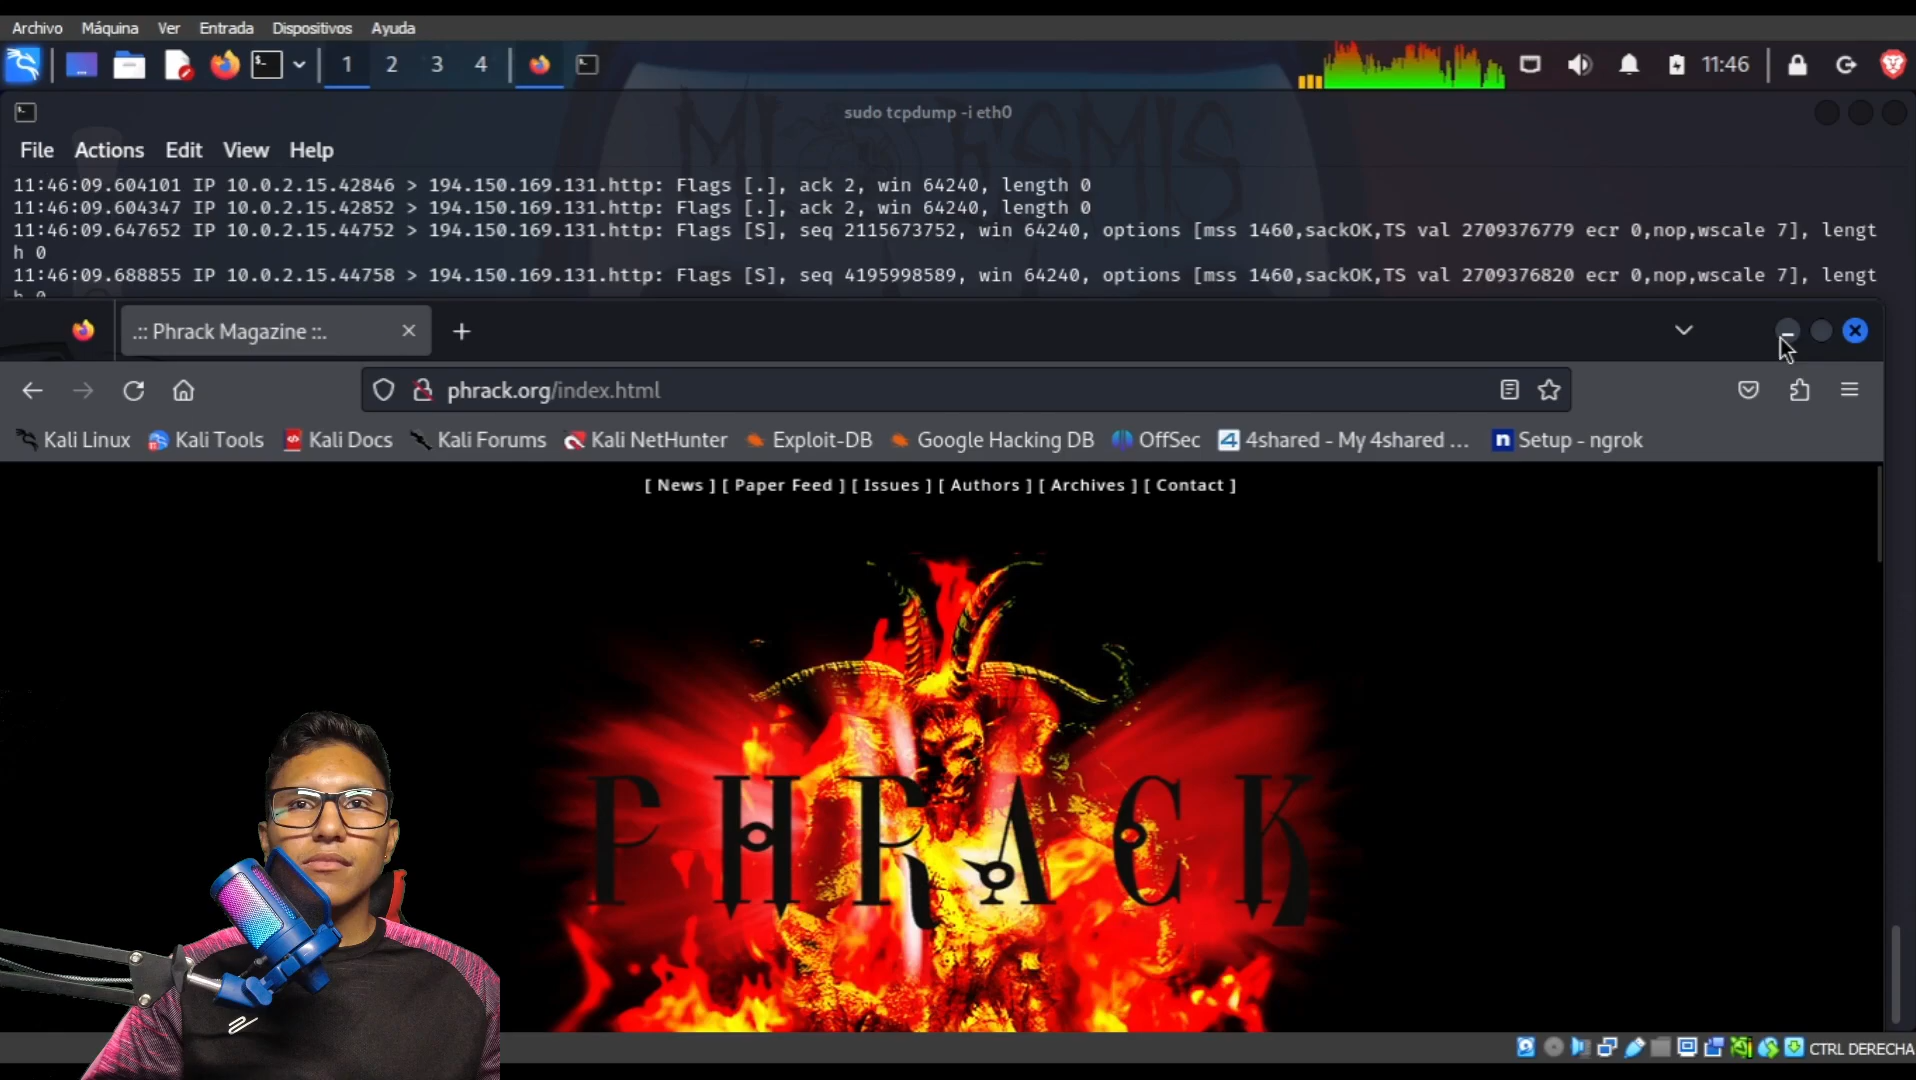 Archivo Máquina Ver Entrada Dispositivos Ayuda
1 2 3 4 11:46
sudo tcpdump -i eth0
File Actions Edit View Help
11:46:09.604101 IP 10.0.2.15.42846 > 194.150.169.131.http: Flags [.], ack 2, win 64240, length 0
11:46:09.604347 IP 10.0.2.15.42852 > 194.150.169.131.http: Flags [.], ack 2, win 64240, length 0
11:46:09.647652 IP 10.0.2.15.44752 > 194.150.169.131.http: Flags [S], seq 2115673752, win 64240, options [mss 1460,sackOK,TS val 2709376779 ecr 0,nop,wscale 7], lengt
h 0
11:46:09.688855 IP 10.0.2.15.44758 > 194.150.169.131.http: Flags [S], seq 4195998589, win 64240, options [mss 1460,sackOK,TS val 2709376820 ecr 0,nop,wscale 7], lengt
h 0
.:: Phrack Magazine ::.
phrack.org/index.html
Kali Linux Kali Tools Kali Docs Kali Forums Kali NetHunter Exploit-DB Google Hacking DB OffSec 4shared - My 4shared ... Setup - ngrok
[ News ] [ Paper Feed ] [ Issues ] [ Authors ] [ Archives ] [ Contact ]
PHRACK
CTRL DERECHA